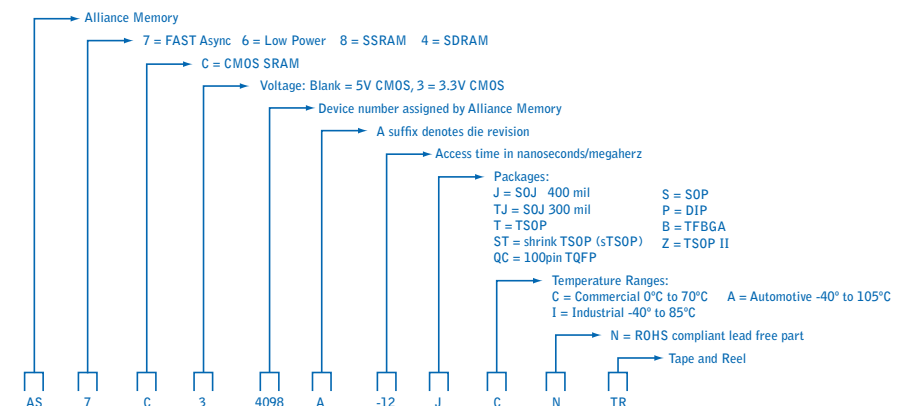 Alliance Memory
7 = FAST Async 6 = Low Power 8 = SSRAM 4 = SDRAM
C = CMOS SRAM
Voltage: Blank = 5V CMOS, 3 = 3.3V CMOS
Device number assigned by Alliance Memory
A suffix denotes die revision
Access time in nanoseconds/megaherz
Packages:
J = SOJ 400 mil
TJ = SOJ 300 mil
T = TSOP
ST = shrink TSOP (sTSOP)
QC = 100pin TQFP
S = SOP
P = DIP
B = TFBGA
Z = TSOP II
Temperature Ranges:
C = Commercial 0°C to 70°C A = Automotive -40° to 105°C
I = Industrial -40° to 85°C
N = ROHS compliant lead free part
Tape and Reel
AS 7 C 3 4098 A -12 J C N TR